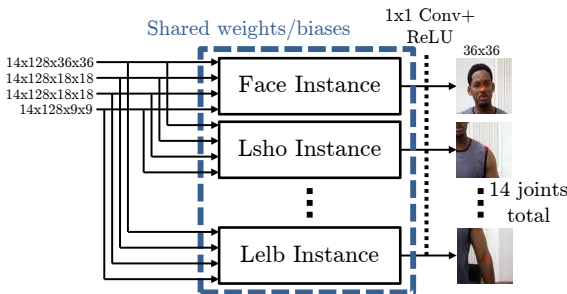 Shared weights/biases
1x1 Conv+
ReLU
36x36
14x128x36x36
14x128x18x18
14x128x18x18
14x128x9x9
Face Instance
Lsho Instance
14 joints
total
Lelb Instance